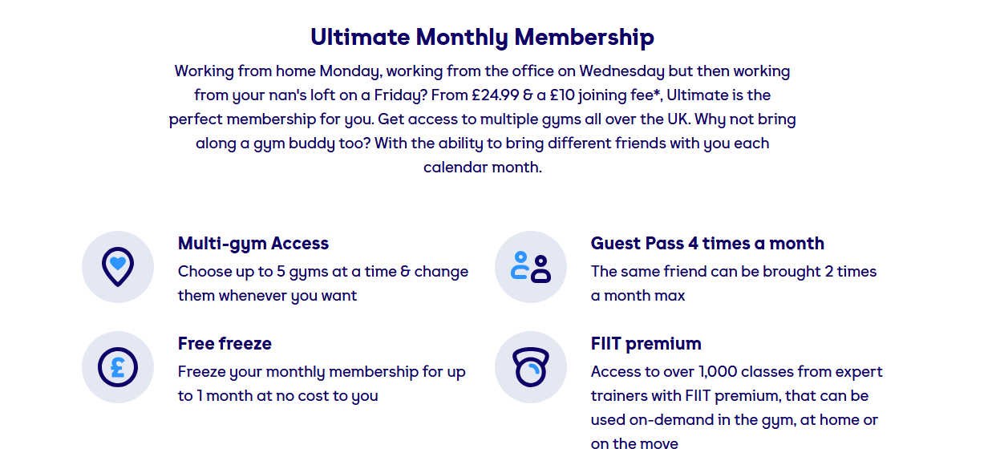 Ultimate Monthly Membership
Working from home Monday, working from the office on Wednesday but then working
from your nan's loft on a Friday? From £24.99 & a £10 joining fee*, Ultimate is the
perfect membership for you. Get access to multiple gyms all over the UK. Why not bring
along a gym buddy too? With the ability to bring different friends with you each
calendar month.
Multi-gym Access
Choose up to 5 gyms at a time & change
them whenever you want
Guest Pass 4 times a month
The same friend can be brought 2 times
a month max
£
Free freeze
Freeze your monthly membership for up
to 1 month at no cost to you
FIIT premium
Access to over 1,000 classes from expert
trainers with FIIT premium, that can be
used on-demand in the gym, at home or
on the move